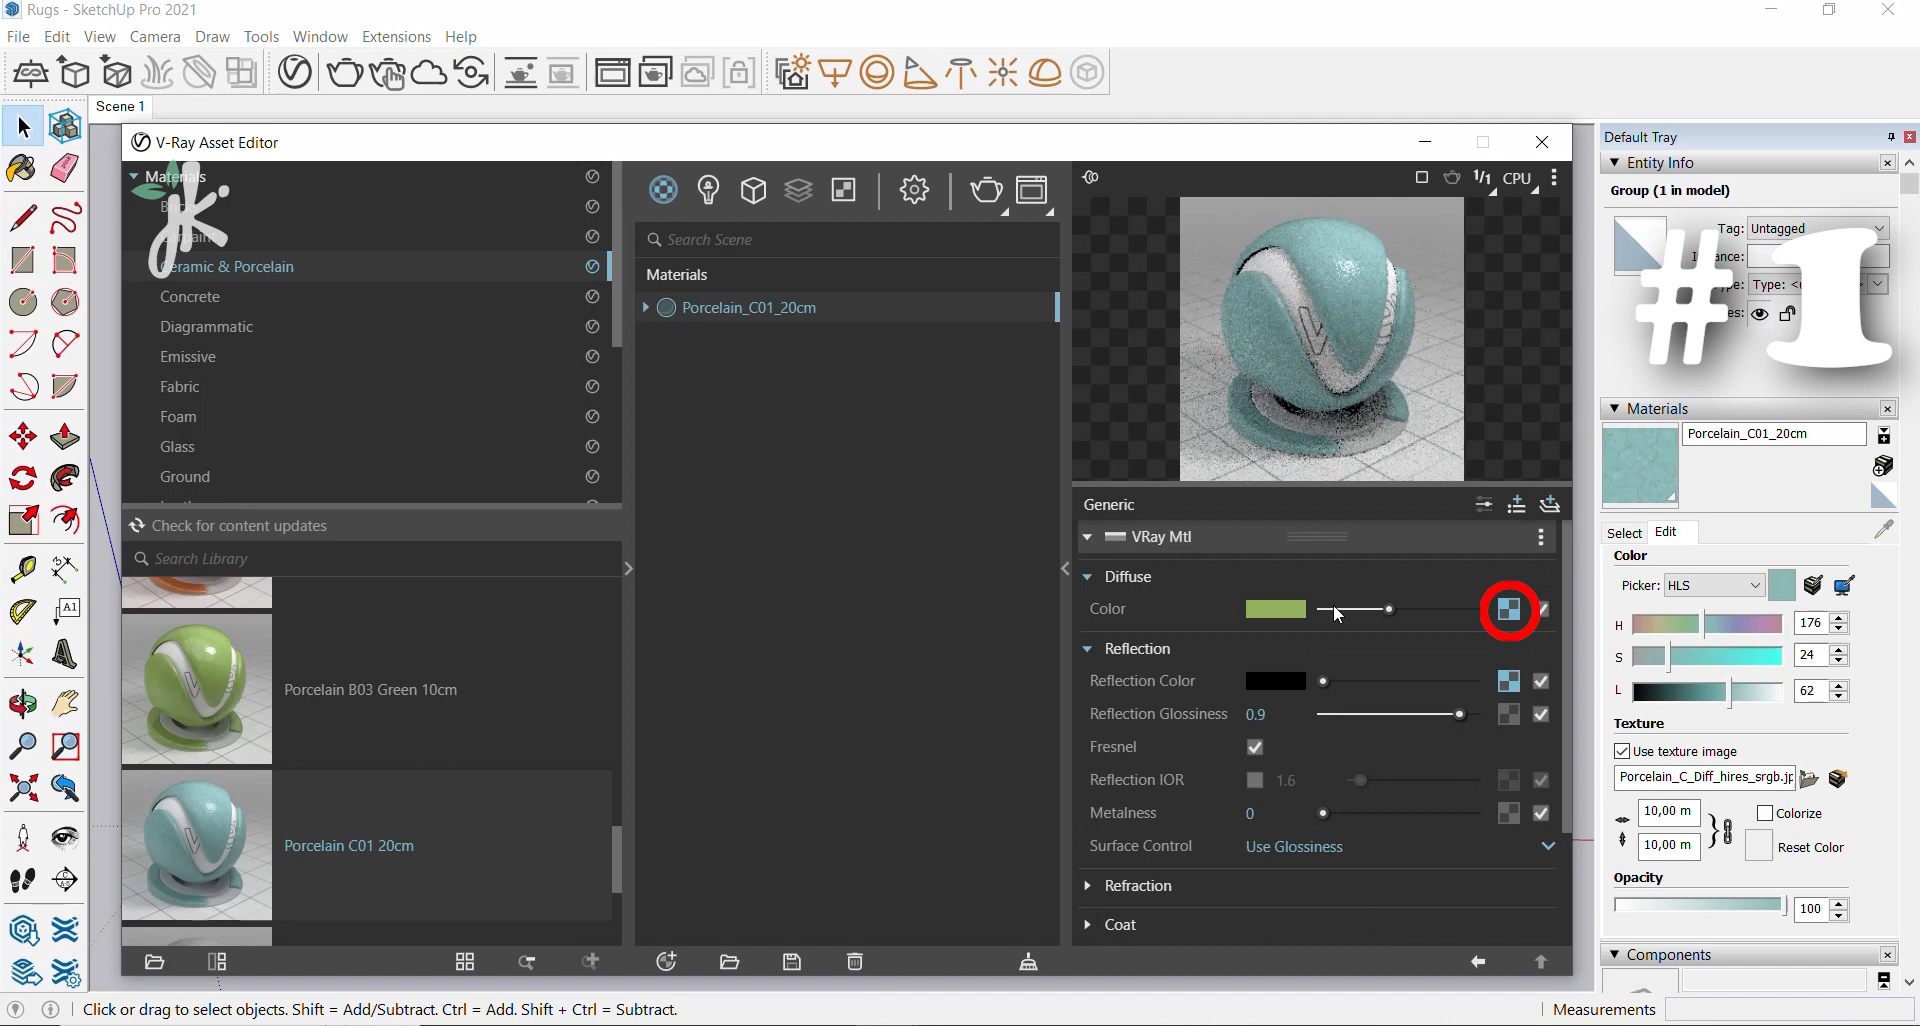 Rugs - SketchUp Pro 2021
File Edit View Camera Draw Tools Window Extensions Help
Scene 1
V-Ray Asset Editor
Materials
Ceramic & Porcelain
Concrete
Diagrammatic
Emissive
Fabric
Foam
Glass
Ground
Check for content updates
Search Library
Porcelain B03 Green 10cm
Porcelain C01 20cm
Search Scene
Materials
Porcelain_C01_20cm
1/1 CPU
Generic
VRay Mtl
Diffuse
Color
Reflection
Reflection Color
Reflection Glossiness 0.9
Fresnel
Reflection IOR 1.6
Metalness 0
Surface Control Use Glossiness
Refraction
Coat
Default Tray
Entity Info
Group (1 in model)
Tag: Untagged
Type:
#1
jk
Materials
Porcelain_C01_20cm
Select Edit
Color
Picker: HLS
H 176
S 24
L 62
Texture
Use texture image
Porcelain_C_Diff_hires_srgb.jp
10,00 m
Colorize
10,00 m
Reset Color
Opacity
100
Components
A1
Click or drag to select objects. Shift = Add/Subtract. Ctrl = Add. Shift + Ctrl = Subtract.
Measurements